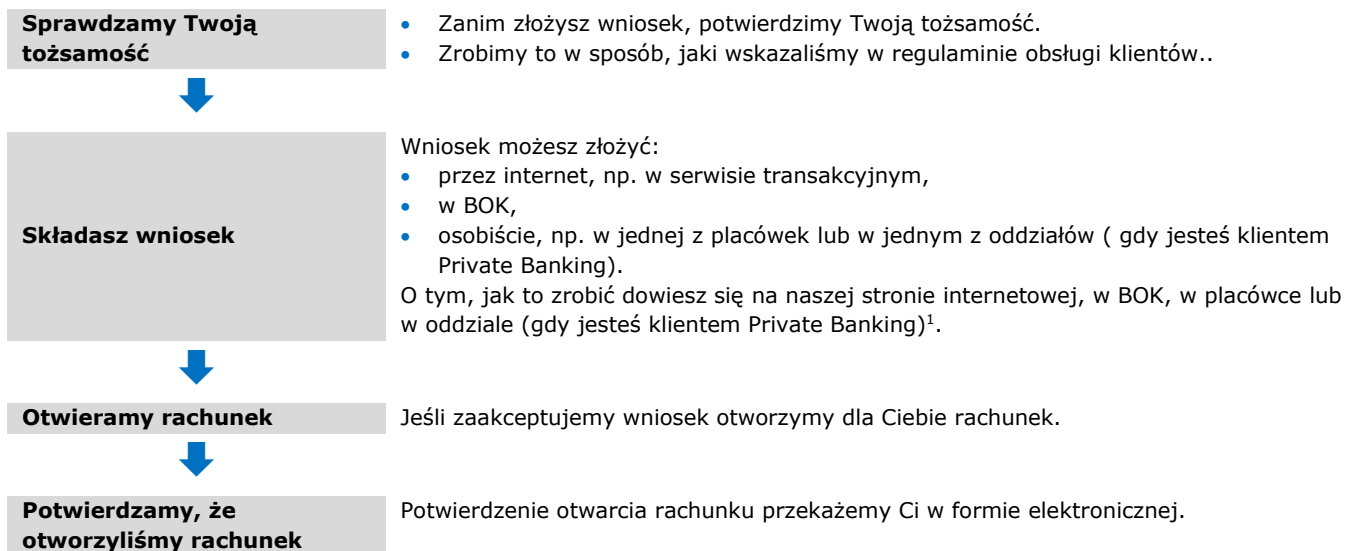 Sprawdzamy Twoją
tożsamość
• Zanim złożysz wniosek, potwierdzimy Twoją tożsamość.
• Zrobimy to w sposób, jaki wskazaliśmy w regulaminie obsługi klientów..
Składasz wniosek
Wniosek możesz złożyć:
• przez internet, np. w serwisie transakcyjnym,
• w BOK,
• osobiście, np. w jednej z placówek lub w jednym z oddziałów ( gdy jesteś klientem
Private Banking).
O tym, jak to zrobić dowiesz się na naszej stronie internetowej, w BOK, w placówce lub
w oddziale (gdy jesteś klientem Private Banking)¹.
Otwieramy rachunek
Jeśli zaakceptujemy wniosek otworzymy dla Ciebie rachunek.
Potwierdzamy, że
otworzyliśmy rachunek
Potwierdzenie otwarcia rachunku przekażemy Ci w formie elektronicznej.